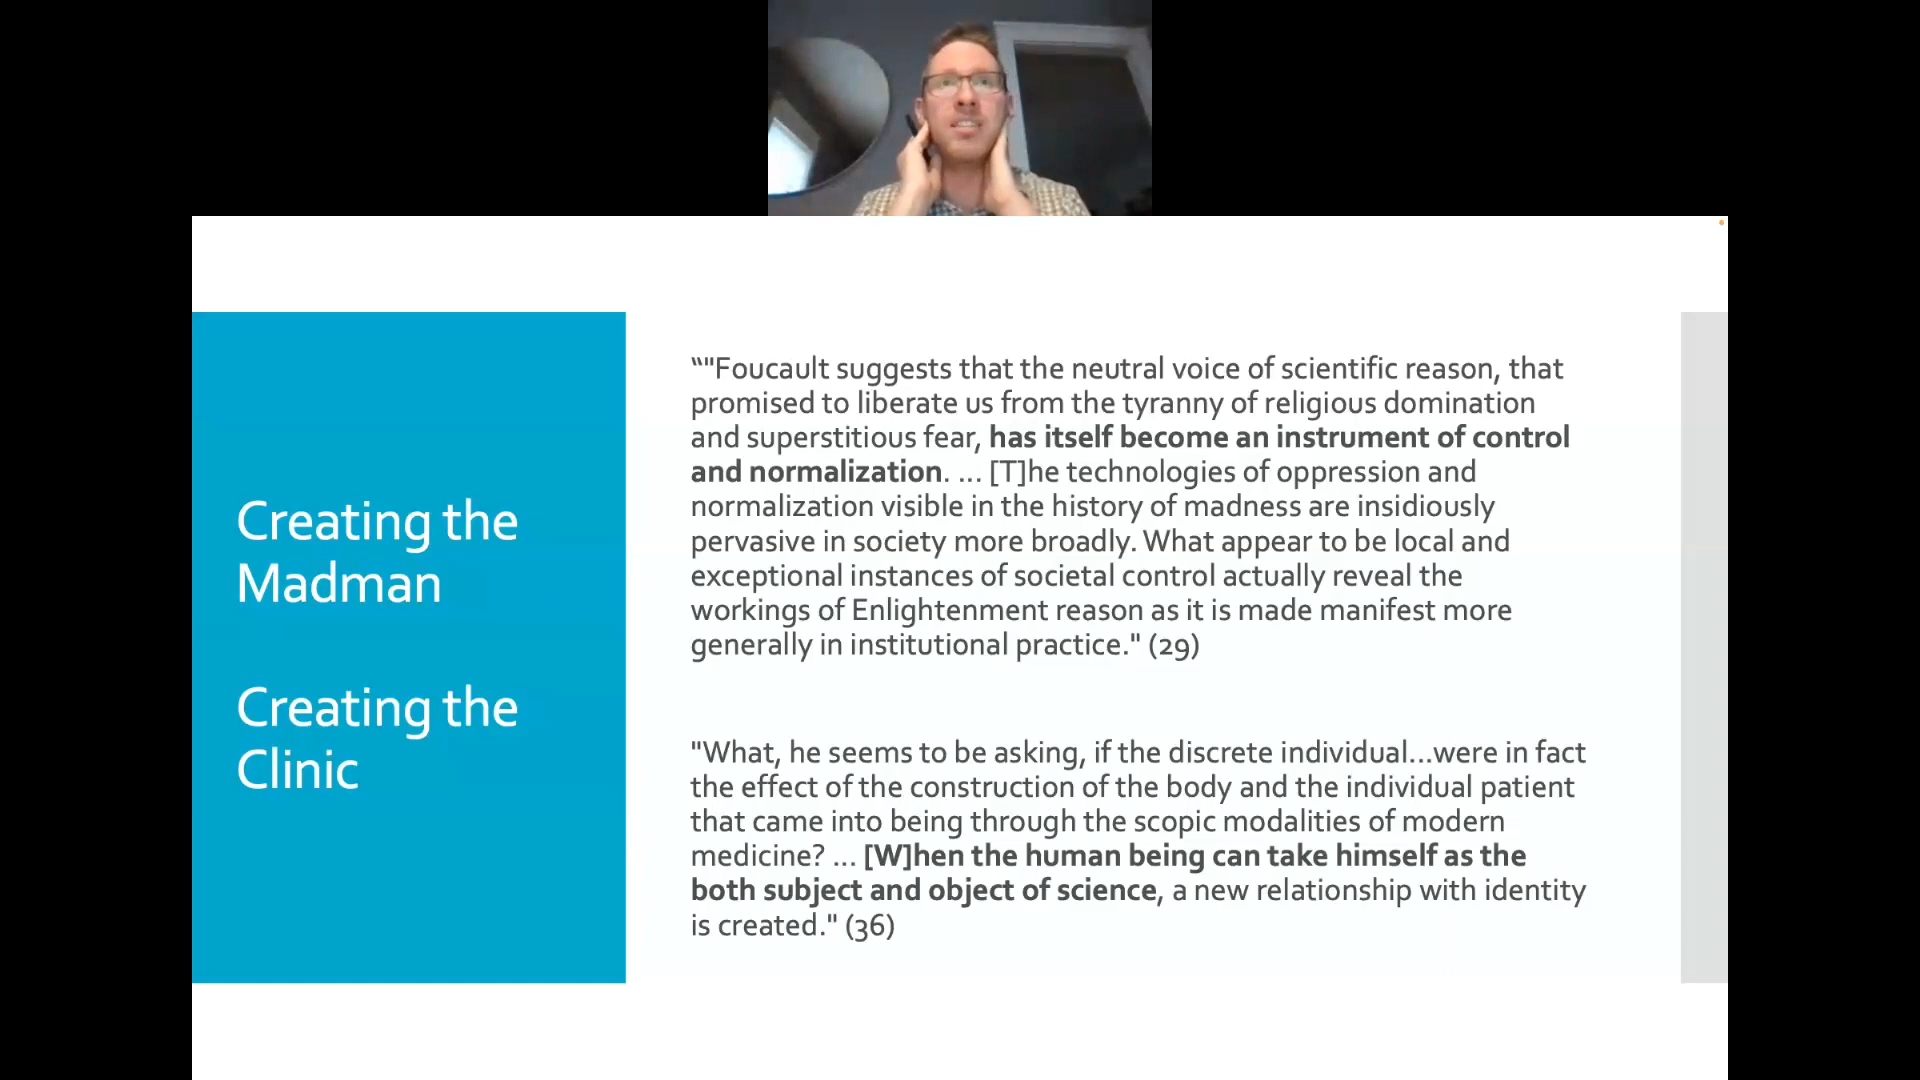 Creating the
Madman
Creating the
Clinic
“"Foucault suggests that the neutral voice of scientific reason, that
promised to liberate us from the tyranny of religious domination
and superstitious fear, has itself become an instrument of control
and normalization. ... [T]he technologies of oppression and
normalization visible in the history of madness are insidiously
pervasive in society more broadly. What appear to be local and
exceptional instances of societal control actually reveal the
workings of Enlightenment reason as it is made manifest more
generally in institutional practice." (29)
"What, he seems to be asking, if the discrete individual...were in fact
the effect of the construction of the body and the individual patient
that came into being through the scopic modalities of modern
medicine? ... [W]hen the human being can take himself as the
both subject and object of science, a new relationship with identity
is created." (36)